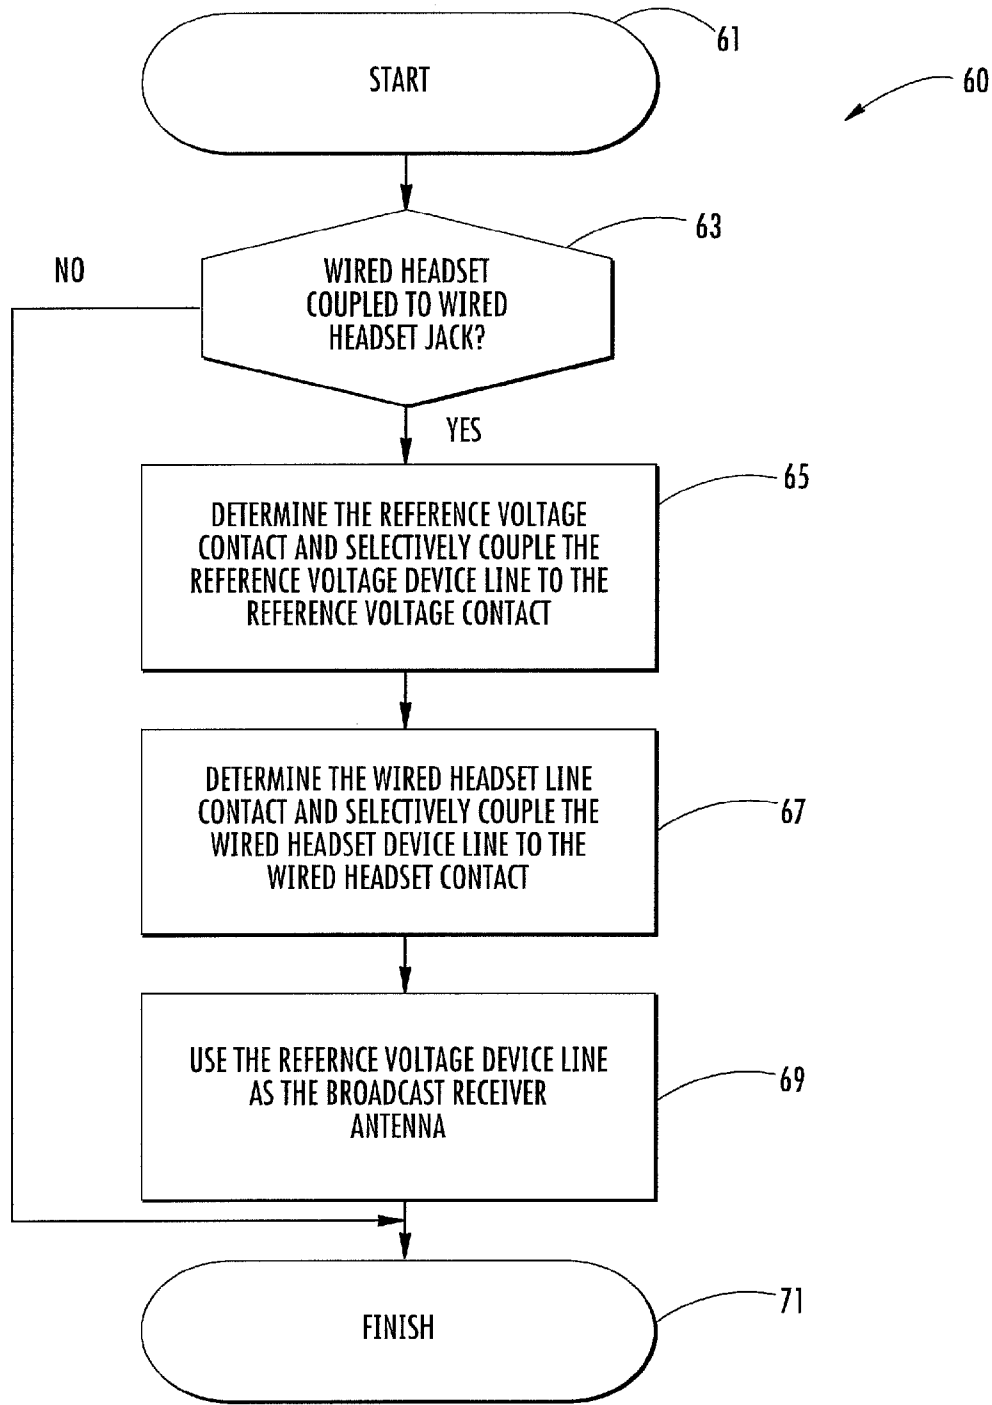 61
START
60
63
NO
WIRED HEADSET
COUPLED TO WIRED
HEADSET JACK?
YES
65
DETERMINE THE REFERENCE VOLTAGE
CONTACT AND SELECTIVELY COUPLE THE
REFERENCE VOLTAGE DEVICE LINE TO THE
REFERENCE VOLTAGE CONTACT
DETERMINE THE WIRED HEADSET LINE
CONTACT AND SELECTIVELY COUPLE THE
WIRED HEADSET DEVICE LINE TO THE
WIRED HEADSET CONTACT
67
USE THE REFERNCE VOLTAGE DEVICE LINE
AS THE BROADCAST RECEIVER
ANTENNA
69
FINISH
71